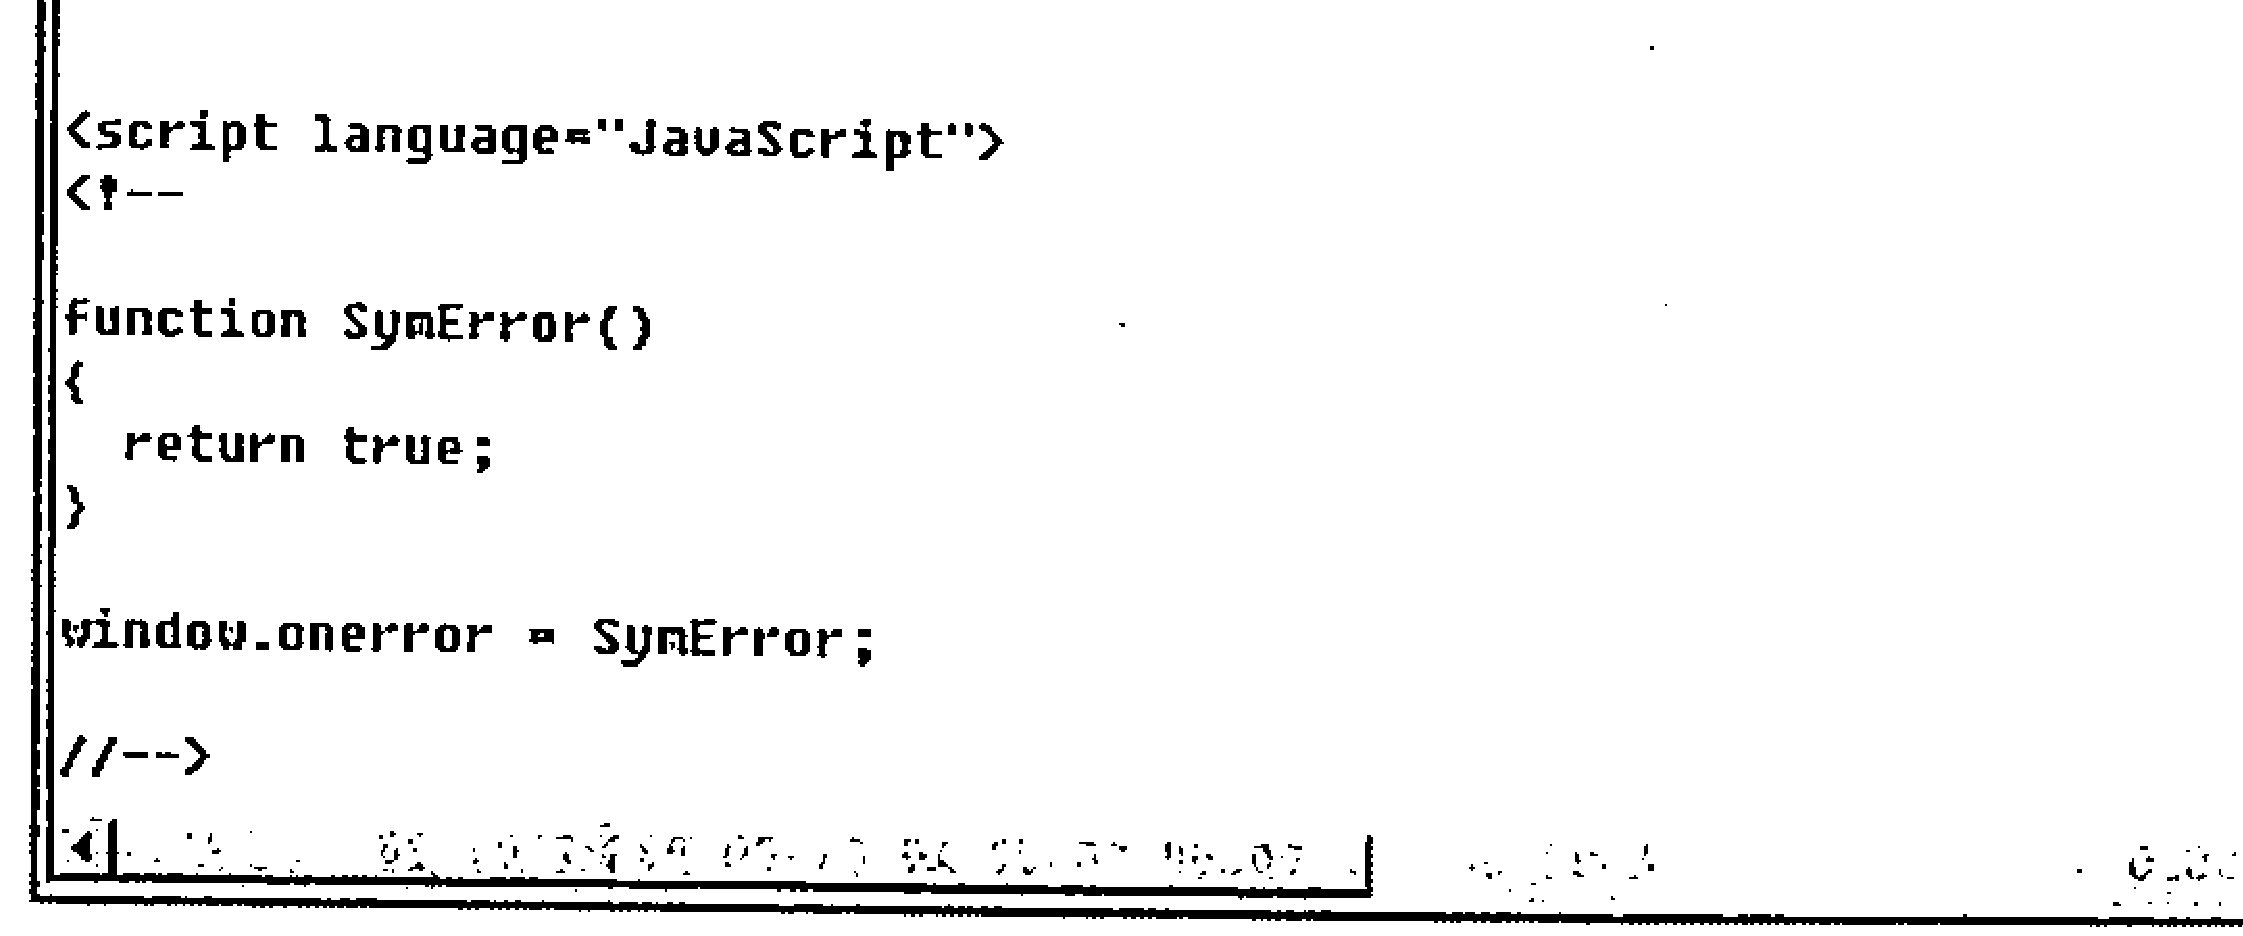 <script language="JavaScript">
<!--
function SymError()
{
  return true;
}
window.onerror = SymError;
//-->